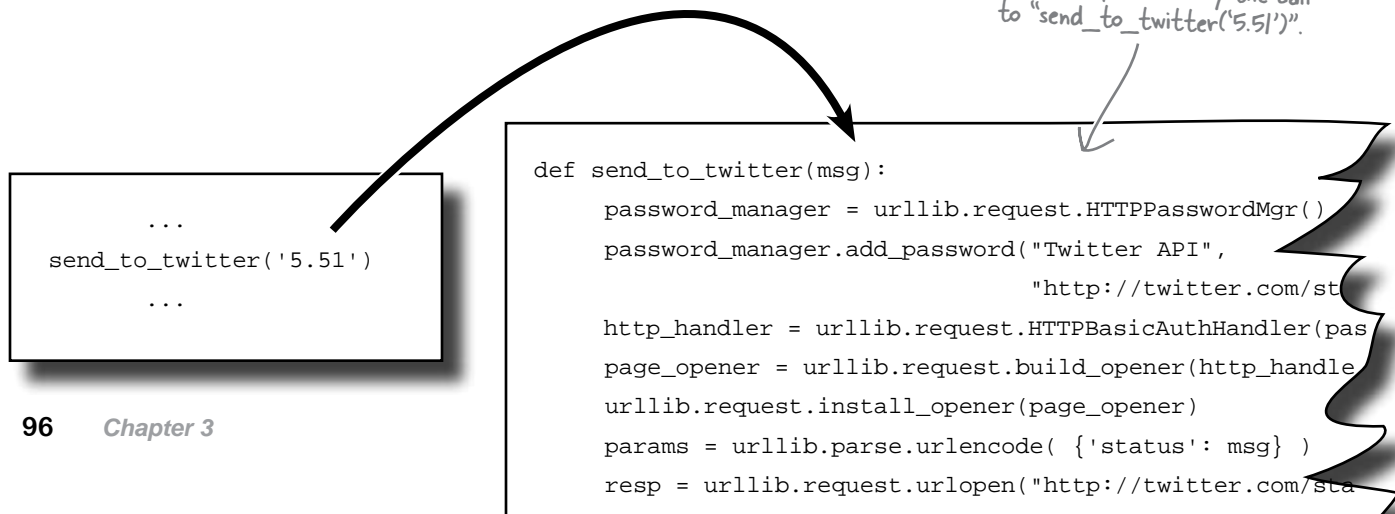 to "send_to_twitter('5.51')".
...
send_to_twitter('5.51')
...
def send_to_twitter(msg):
password_manager = urllib.request.HTTPPasswordMgr()
password_manager.add_password("Twitter API",
"http://twitter.com/st
http_handler = urllib.request.HTTPBasicAuthHandler(pas
page_opener = urllib.request.build_opener(http_handle
urllib.request.install_opener(page_opener)
params = urllib.parse.urlencode( {'status': msg} )
resp = urllib.request.urlopen("http://twitter.com/sta
96 Chapter 3